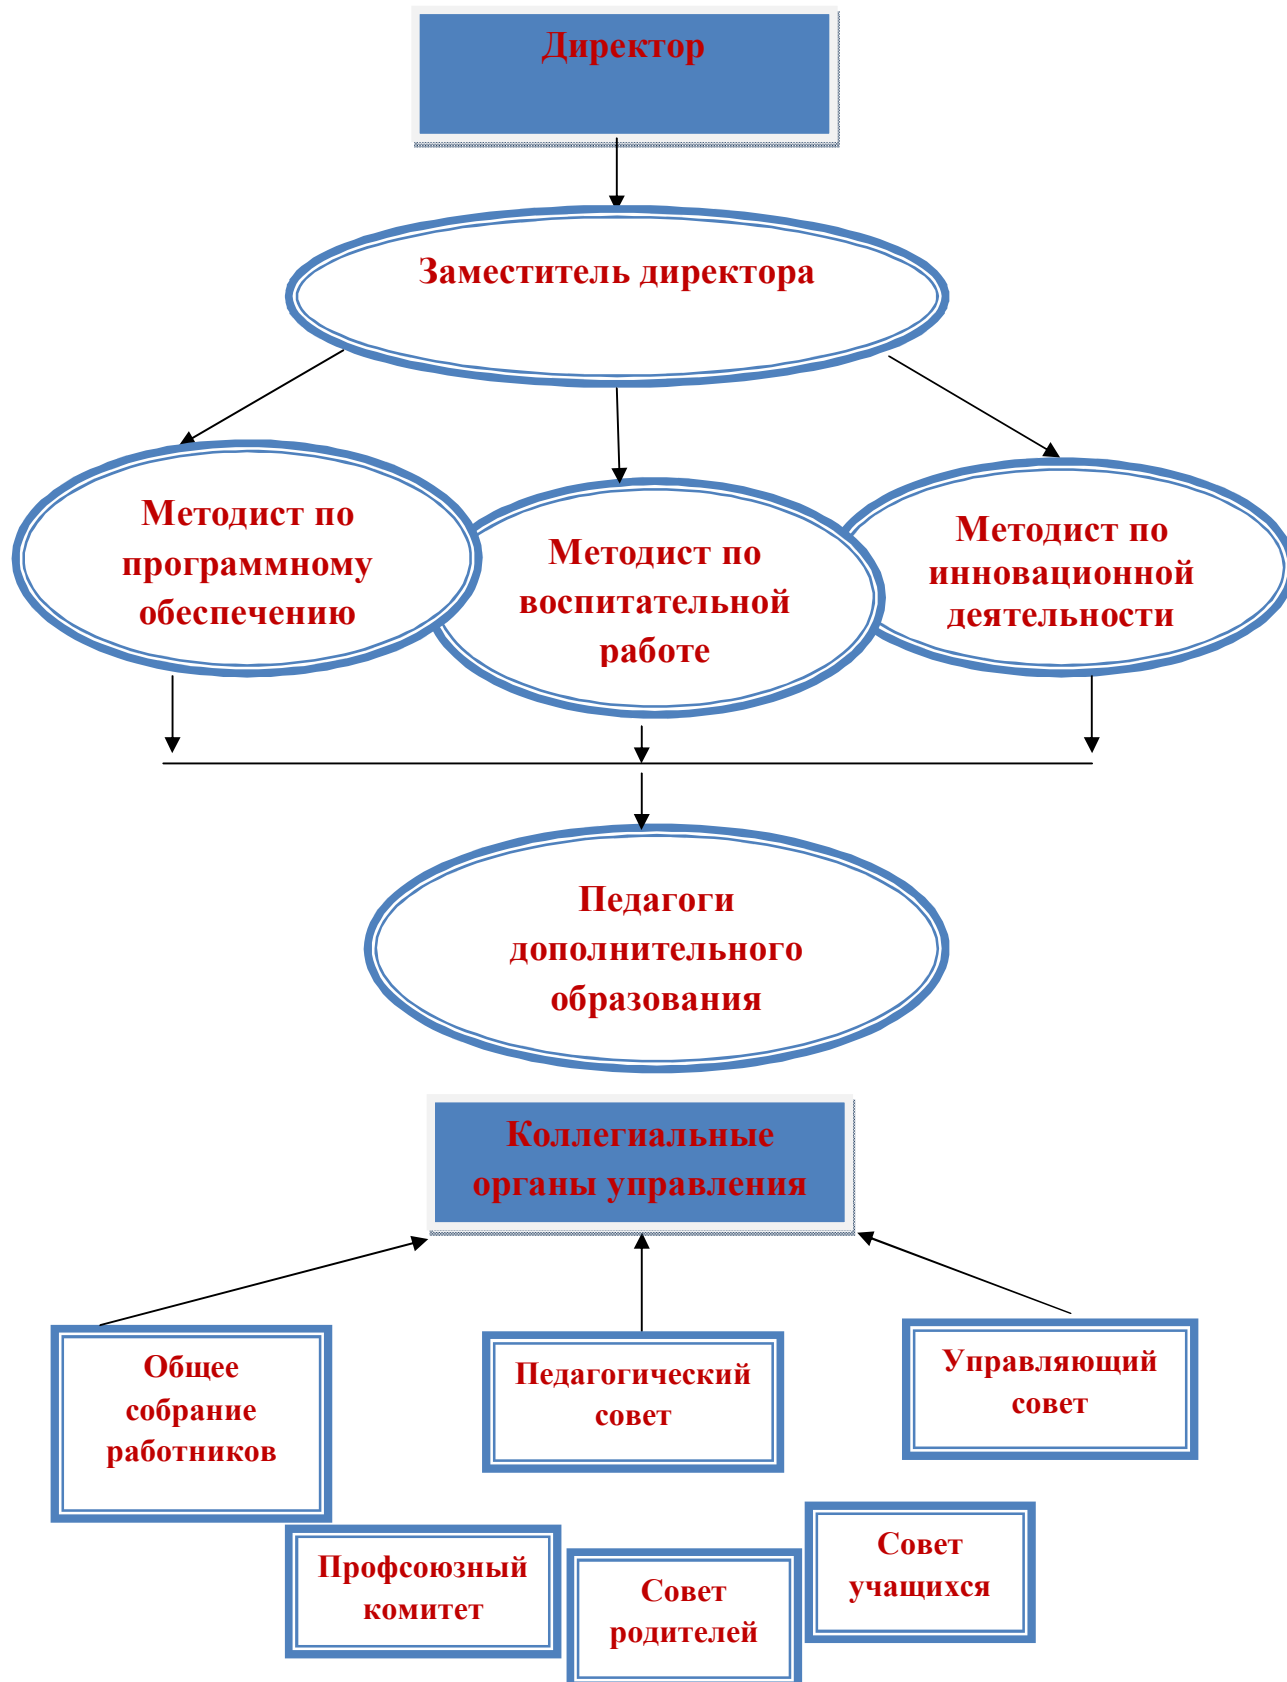 Директор
Заместитель директора
Методист по
программному
обеспечению
Методист по
воспитательной
работе
Методист по
инновационной
деятельности
Педагоги
дополнительного
образования
Коллегиальные
органы управления
Общее
собрание
работников
Педагогический
совет
Управляющий
совет
Профсоюзный
комитет
Совет
родителей
Совет
учащихся